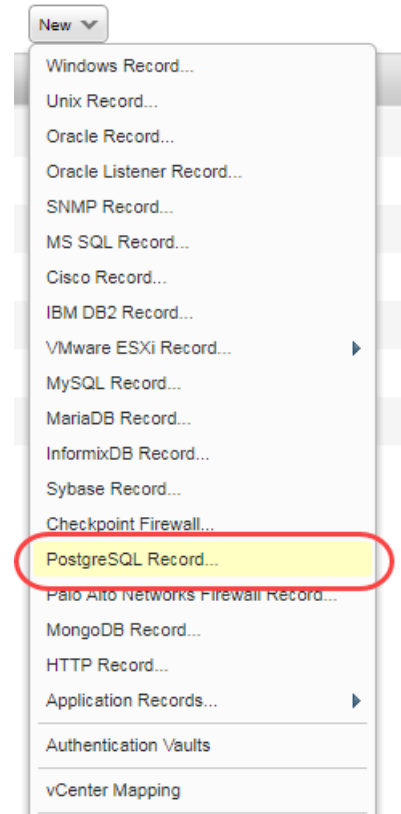 New
Windows Record...
Unix Record...
Oracle Record...
Oracle Listener Record...
SNMP Record...
MS SQL Record...
Cisco Record...
IBM DB2 Record...
VMware ESXi Record...
MySQL Record...
MariaDB Record...
InformixDB Record...
Sybase Record...
Checkpoint Firewall...
PostgreSQL Record...
Palo Alto Networks Firewall Record...
MongoDB Record...
HTTP Record...
Application Records...
Authentication Vaults
vCenter Mapping